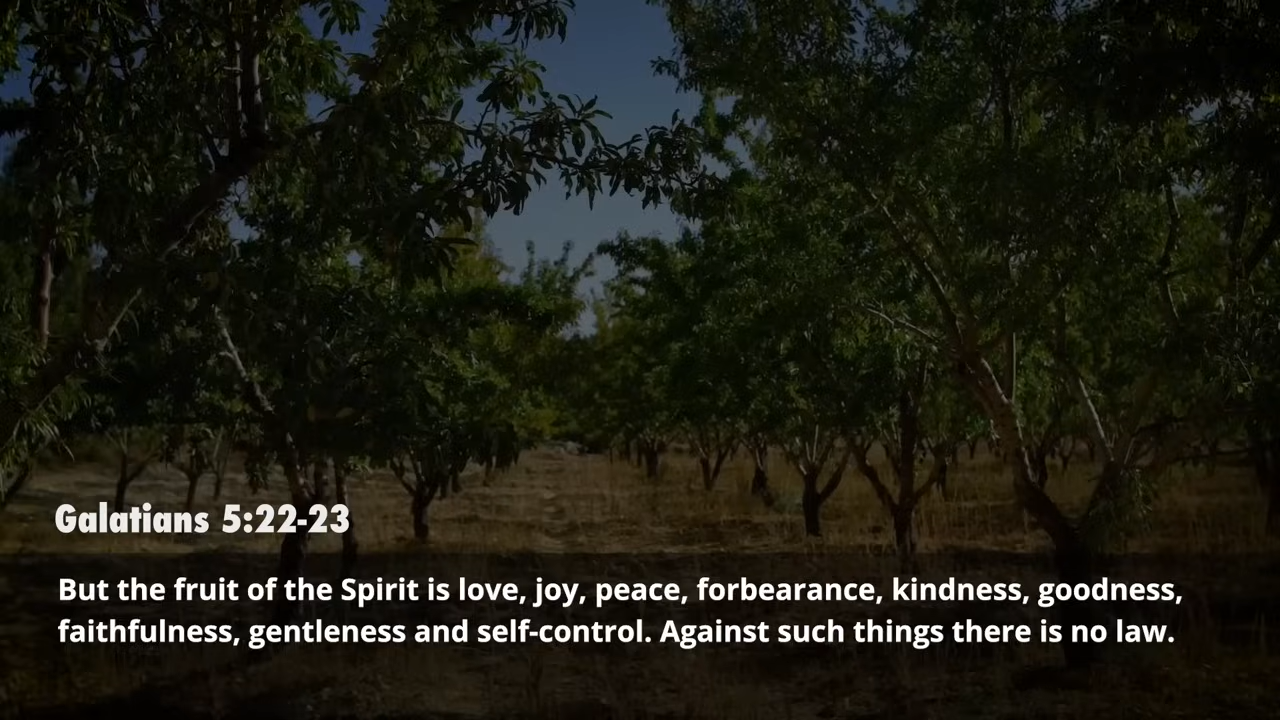 Galatians 5:22-23
But the fruit of the Spirit is love, joy, peace, forbearance, kindness, goodness,
faithfulness, gentleness and self-control. Against such things there is no law.